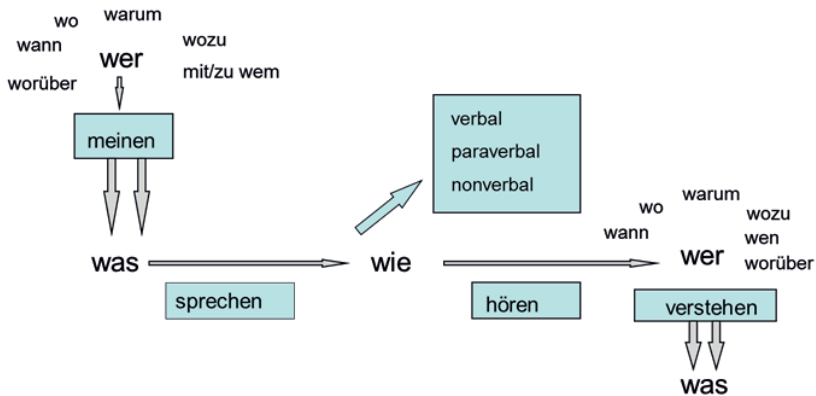 wo
warum
wann
wer
wozu
worüber
mit/zu wem
meinen
verbal
paraverbal
nonverbal
was
sprechen
wie
hören
wo
warum
wozu
wann
wen
wer
worüber
verstehen
was